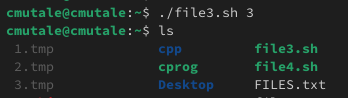 cmutale@cmutale:~$ ./file3.sh 3
cmutale@cmutale:~$ ls
1.tmp cpp file3.sh
2.tmp cprog file4.sh
3.tmp Desktop FILES.txt